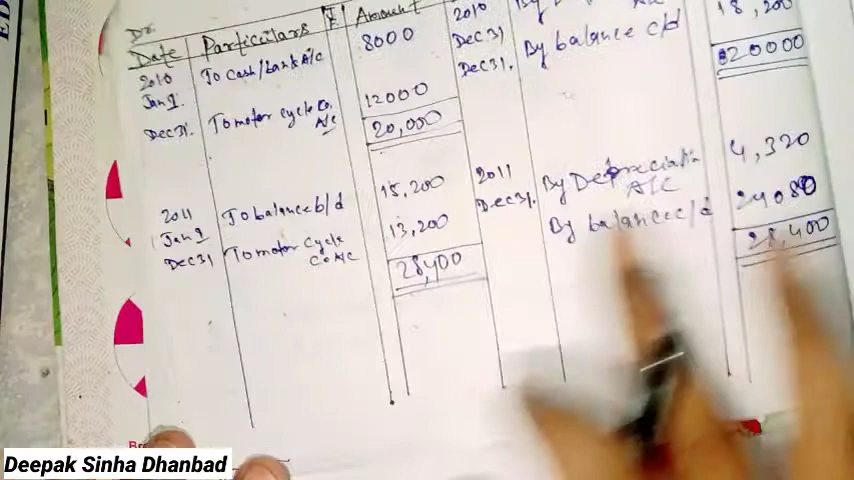 ED
Dr.
Date Particulars Amount
2010
Jan 1. To Cash/bank A/c 8000
Dec 31. To motor cycle Co. A/c 12000
20,000
2011
Jan 1 To balance b/d 15,200
Dec 31 To motor cycle Co A/C 13,200
28,400
2010
Dec 31
Dec 31. By balance c/d 18,200
20000
2011
Dec 31. By Depreciation A/C 4,320
By balance c/d 24080
28,400
Deepak Sinha Dhanbad